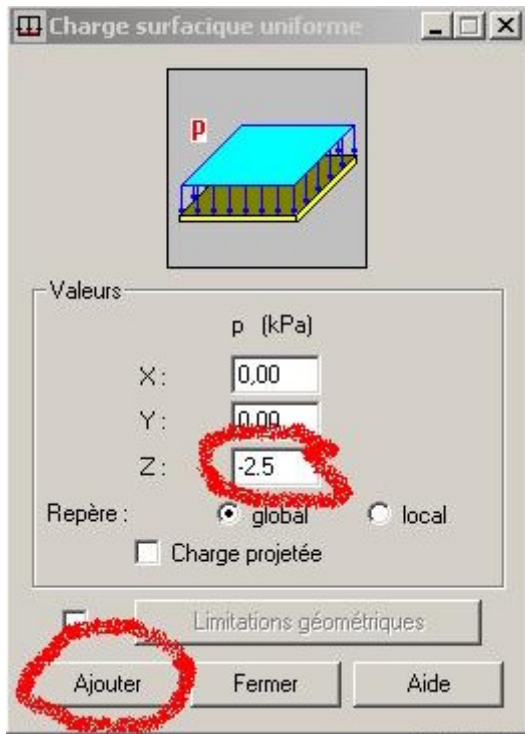 Charge surfacique uniforme
P
Valeurs
p (kPa)
X : 0,00
Y : 0,00
Z : -2.5
Repère : global local
Charge projetée
Limitations géométriques
Ajouter Fermer Aide